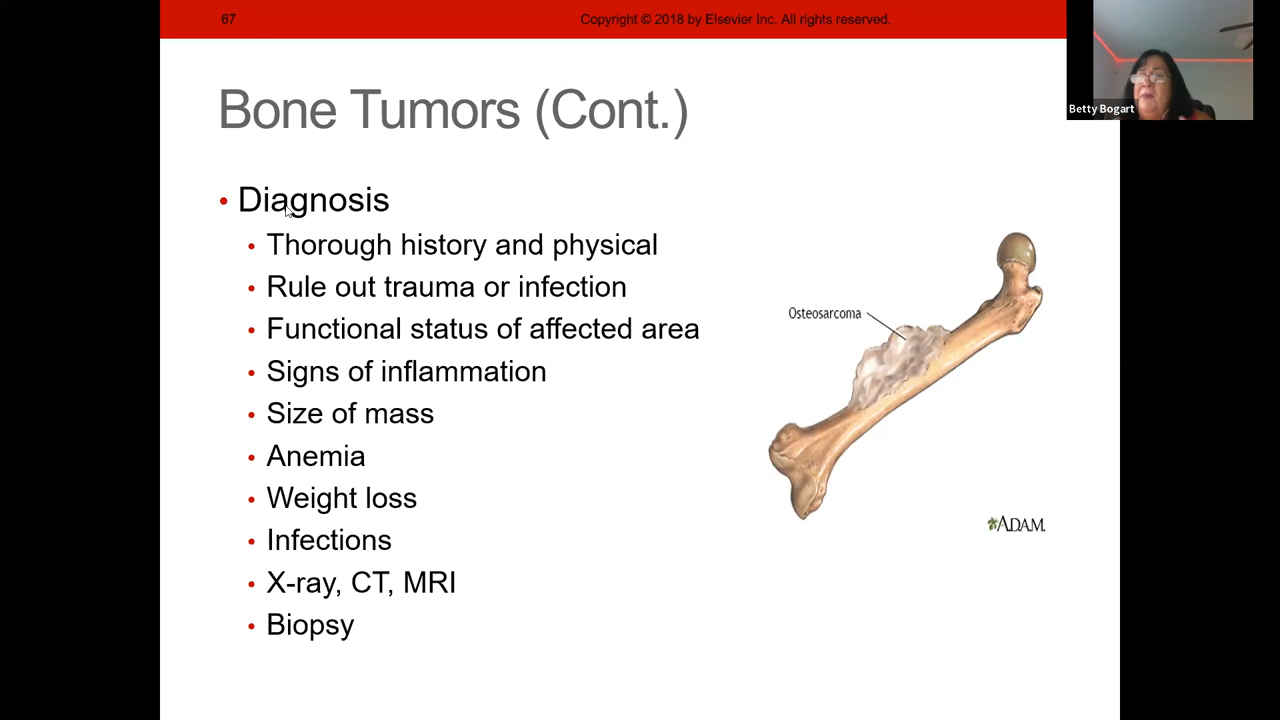 67
Copyright © 2018 by Elsevier Inc. All rights reserved.
Betty Bogart
Bone Tumors (Cont.)
• Diagnosis
• Thorough history and physical
• Rule out trauma or infection
• Functional status of affected area
• Signs of inflammation
• Size of mass
• Anemia
• Weight loss
• Infections
• X-ray, CT, MRI
• Biopsy
Osteosarcoma
ADAM.